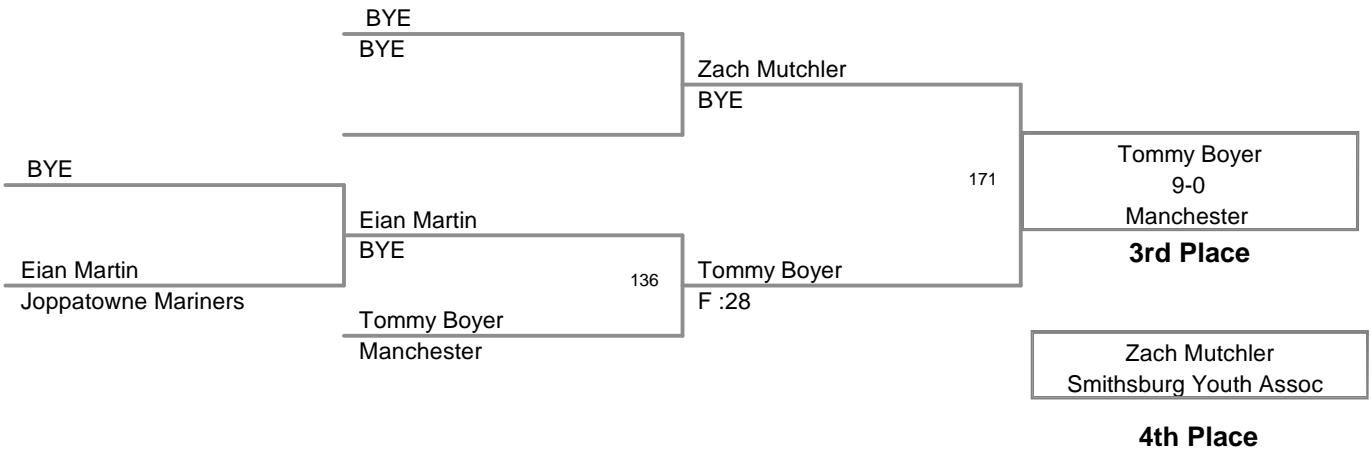 BYE
BYE
Zach Mutchler
BYE
BYE
171
Tommy Boyer
9-0
Manchester
3rd Place
Eian Martin
BYE
Eian Martin
Joppatowne Mariners
136
Tommy Boyer
F :28
Tommy Boyer
Manchester
Zach Mutchler
Smithsburg Youth Assoc
4th Place